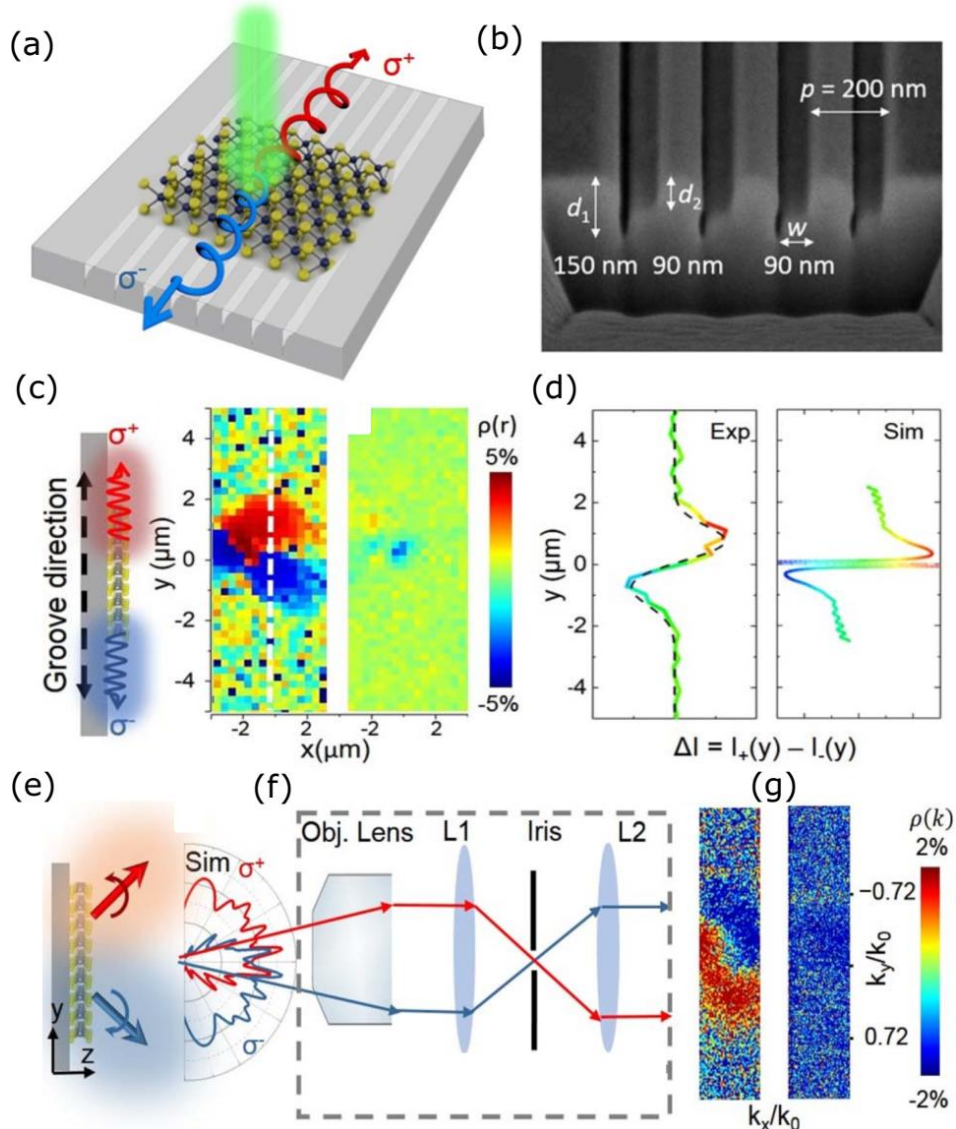 (a)
σ+
σ-
(b)
p = 200 nm
d1
d2
w
150 nm
90 nm
90 nm
(c)
σ+
Groove direction
σ-
y (μm)
4
2
0
-2
-4
-2
2
-2
2
x(μm)
ρ(r)
5%
-5%
(d)
Exp
Sim
y (μm)
4
2
0
-2
-4
ΔI = I+(y) − I-(y)
(e)
y
z
Sim
σ+
σ-
(f)
Obj. Lens
L1
Iris
L2
(g)
ρ(k)
2%
-2%
−0.72
ky/k0
0.72
kx/k0